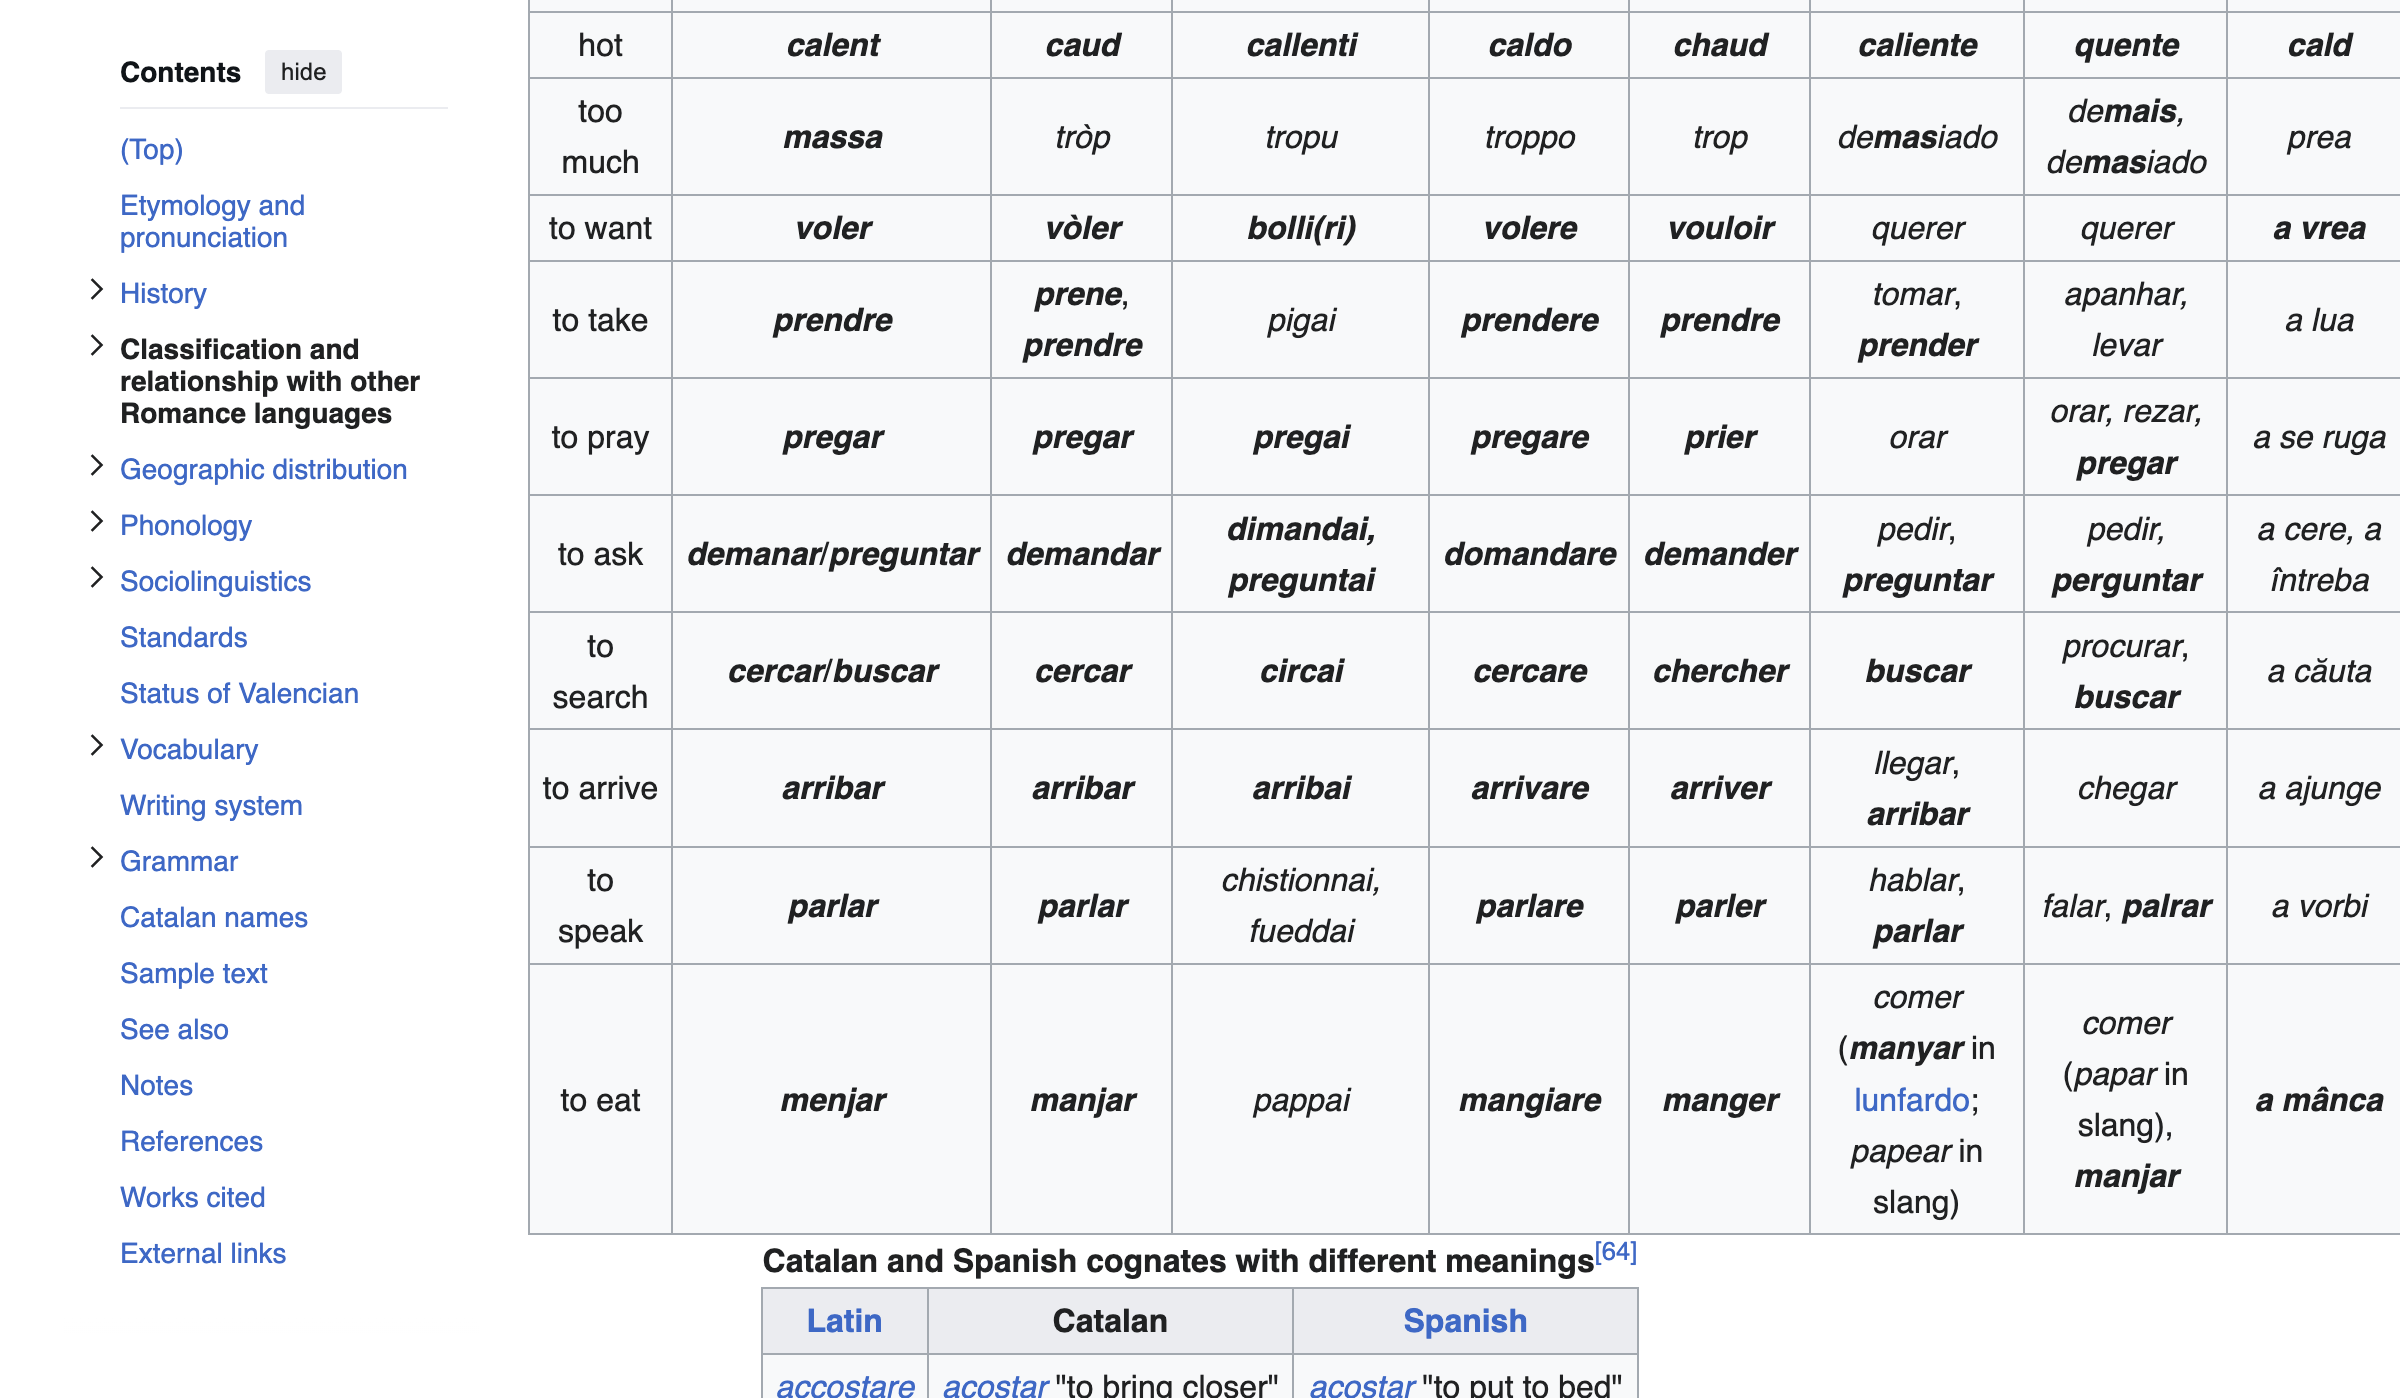 Contents hide
(Top)
Etymology and
pronunciation
History
Classification and
relationship with other
Romance languages
Geographic distribution
Phonology
Sociolinguistics
Standards
Status of Valencian
Vocabulary
Writing system
Grammar
Catalan names
Sample text
See also
Notes
References
Works cited
External links
hot calent caud callenti caldo chaud caliente quente cald
too much massa tròp tropu troppo trop demasiado demais, demasiado prea
to want voler vòler bolli(ri) volere vouloir querer querer a vrea
to take prendre prene, prendre pigai prendere prendre tomar, prender apanhar, levar a lua
to pray pregar pregar pregai pregare prier orar orar, rezar, pregar a se ruga
to ask demanar/preguntar demandar dimandai, preguntai domandare demander pedir, preguntar pedir, perguntar a cere, a întreba
to search cercar/buscar cercar circai cercare chercher buscar procurar, buscar a căuta
to arrive arribar arribar arribai arrivare arriver llegar, arribar chegar a ajunge
to speak parlar parlar chistionnai, fueddai parlare parler hablar, parlar falar, palrar a vorbi
to eat menjar manjar pappai mangiare manger comer (manyar in lunfardo; papear in slang) comer (papar in slang), manjar a mânca
Catalan and Spanish cognates with different meanings[64]
Latin Catalan Spanish
accostare acostar "to bring closer" acostar "to put to bed"